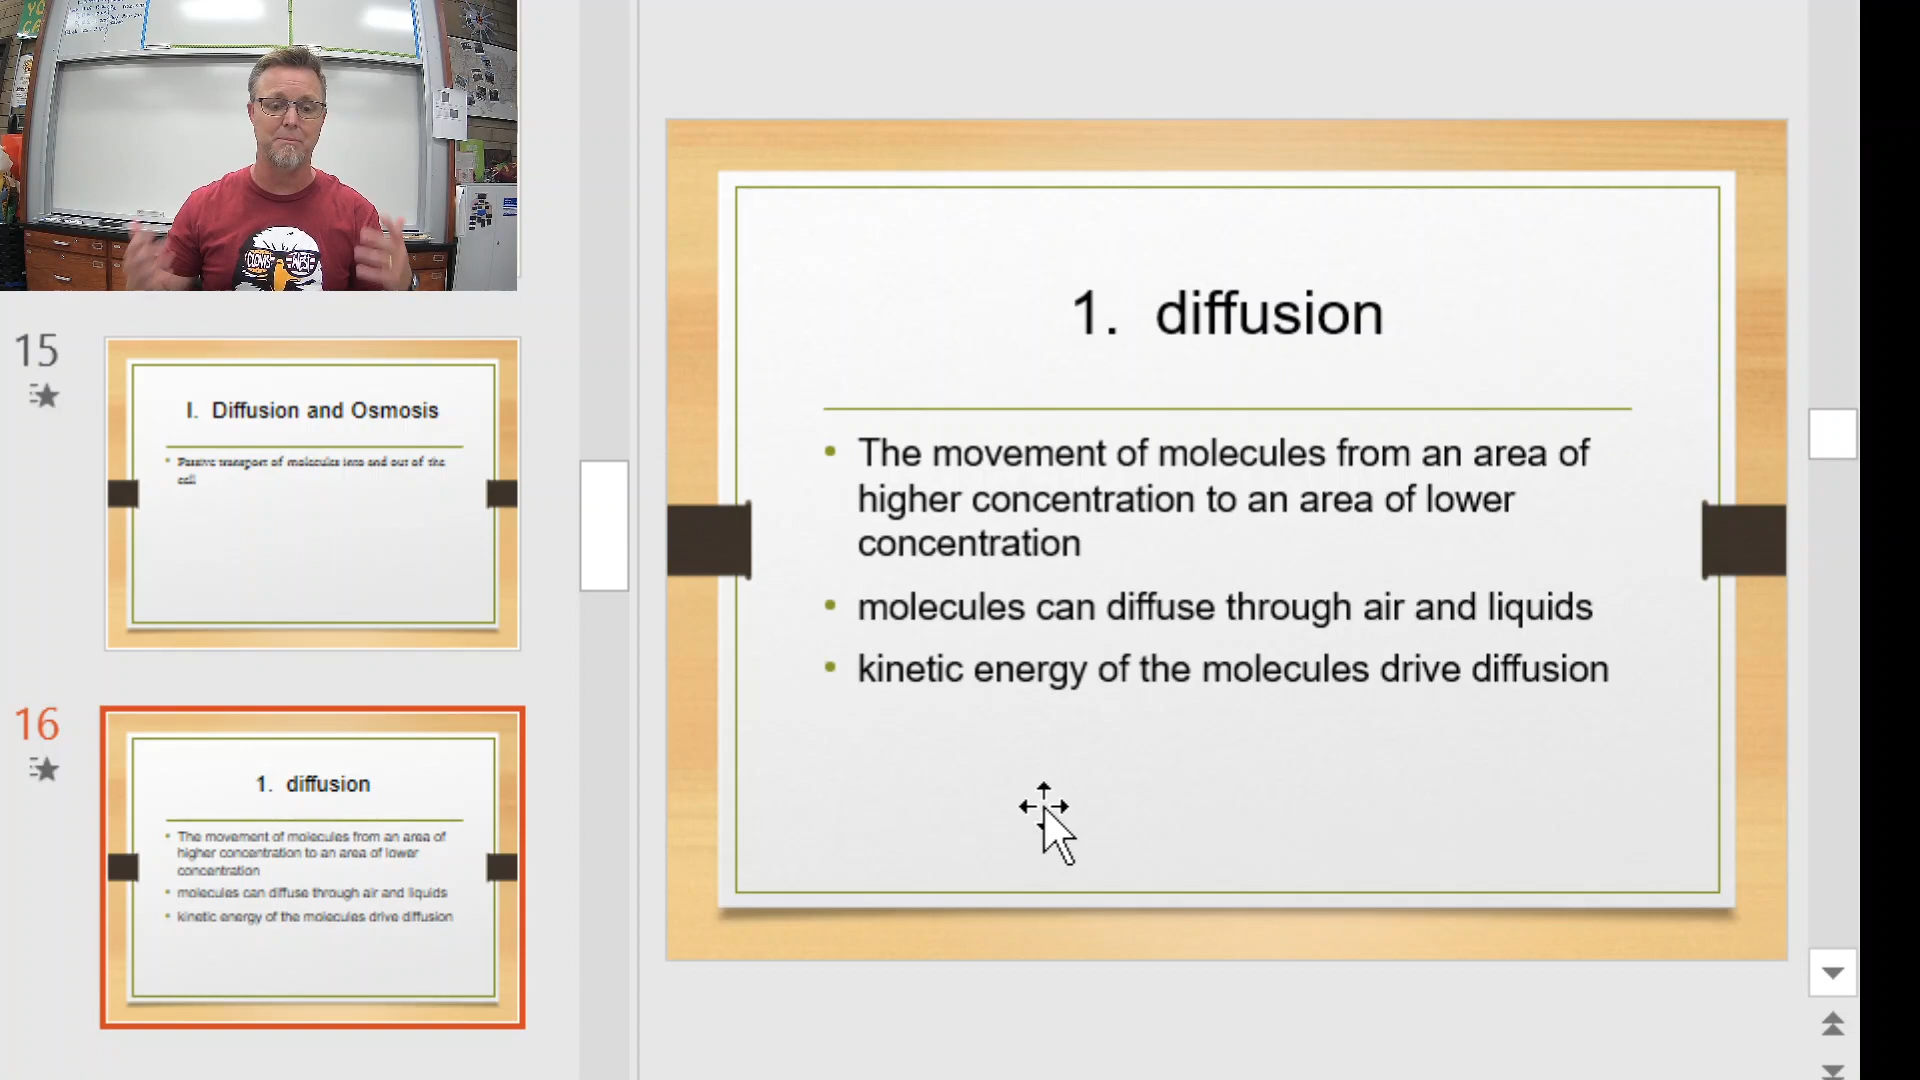 YO
CA
CLOVIS WEST
15
I. Diffusion and Osmosis
• Passive transport of molecules into and out of the
cell
16
1. diffusion
• The movement of molecules from an area of
higher concentration to an area of lower
concentration
• molecules can diffuse through air and liquids
• kinetic energy of the molecules drive diffusion
1. diffusion
• The movement of molecules from an area of
higher concentration to an area of lower
concentration
• molecules can diffuse through air and liquids
• kinetic energy of the molecules drive diffusion